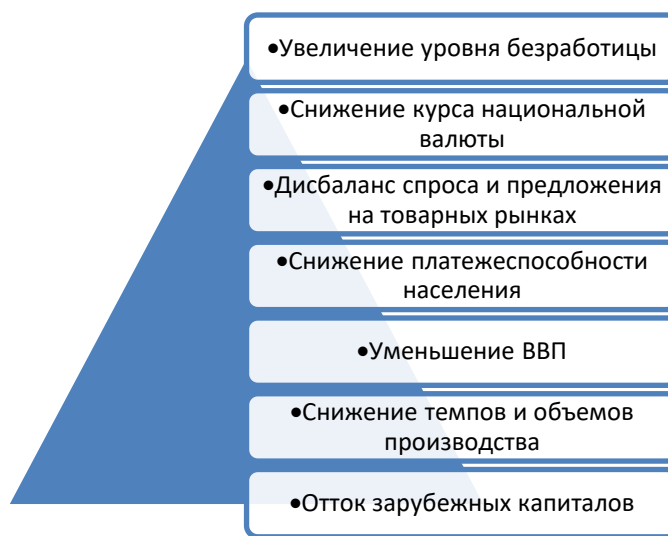 •Увеличение уровня безработицы
•Снижение курса национальной
валюты
•Дисбаланс спроса и предложения
на товарных рынках
•Снижение платежеспособности
населения
•Уменьшение ВВП
•Снижение темпов и объемов
производства
•Отток зарубежных капиталов